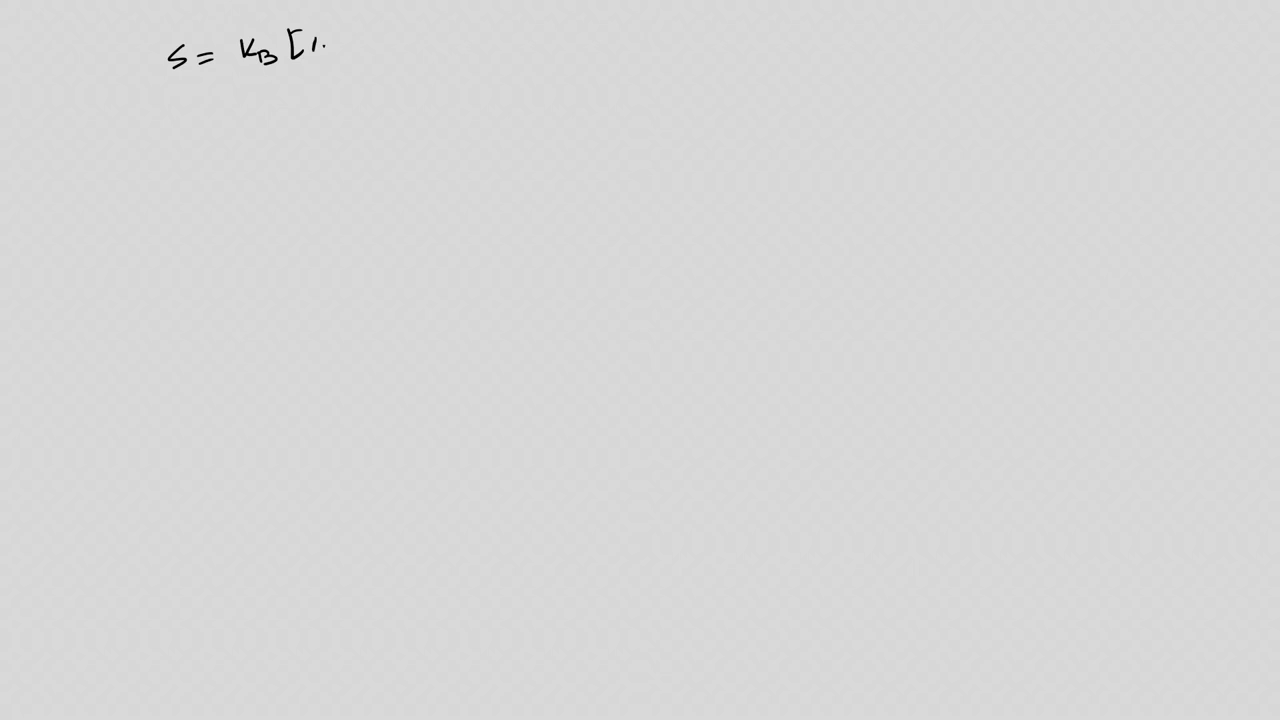 S = K_B [1.